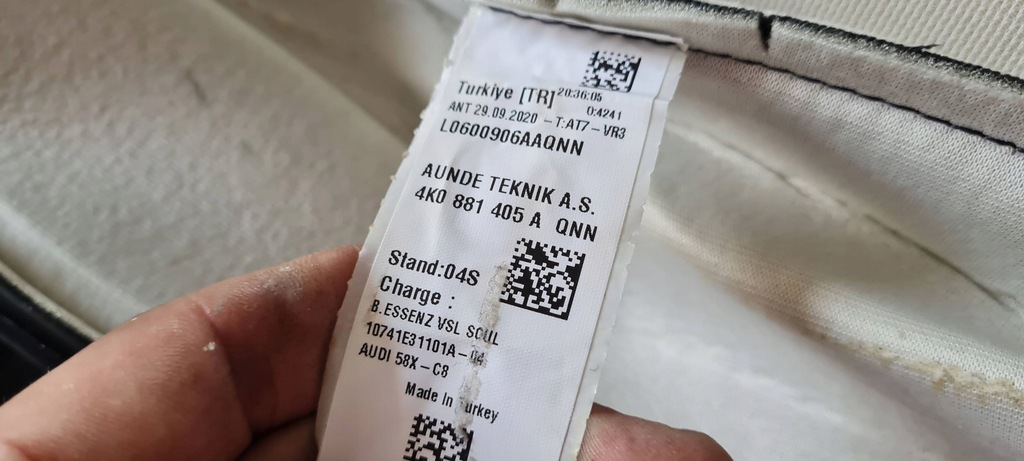 Turkiye [TR] 20:36:05
ANT 29.09.2020 -T:AT7-VR3 0:4241
L0600906AAQNN
AUNDE TEKNIK A.S.
4K0 881 405 A QNN
Stand:04S
Charge :
B.ESSENZ VSL SOUL
10741E31101A-04
AUDI 58X-C8
Made In Turkey